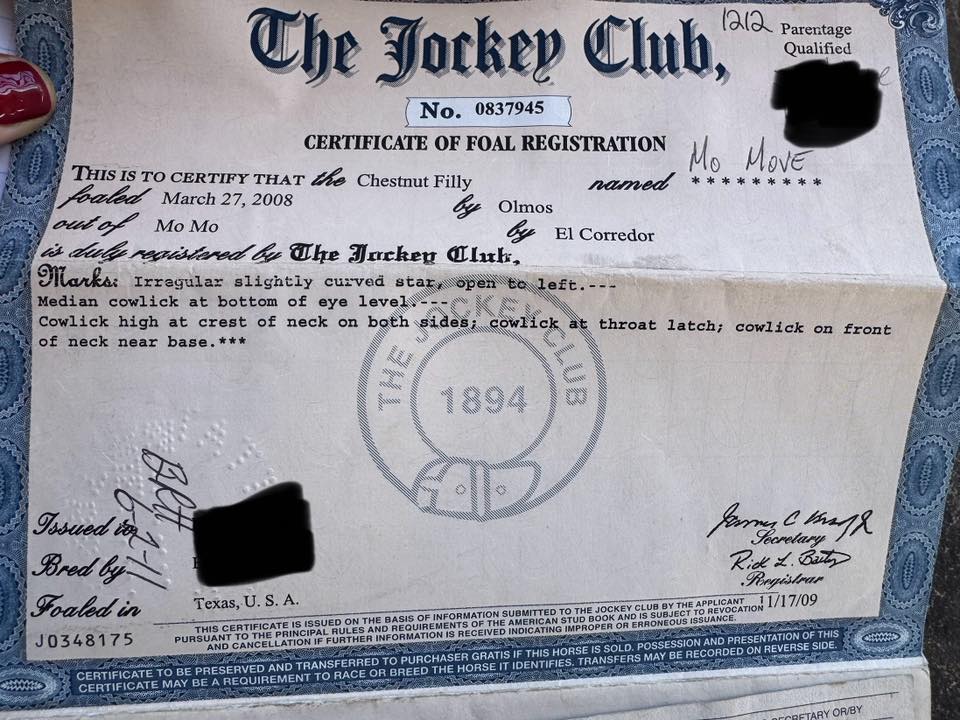 The Jockey Club,
1212
Parentage
Qualified
No. 0837945
CERTIFICATE OF FOAL REGISTRATION
MO MOVE
THIS IS TO CERTIFY THAT the Chestnut Filly named *********
foaled March 27, 2008 by Olmos
out of Mo Mo by El Corredor
is duly registered by The Jockey Club,
Marks: Irregular slightly curved star, open to left.---
Median cowlick at bottom of eye level.----
Cowlick high at crest of neck on both sides; cowlick at throat latch; cowlick on front
of neck near base.***
THE JOCKEY CLUB
1894
Issued to
Bred by
Foaled in Texas, U. S. A.
Secretary
Rick L. Bailey
Registrar
11/17/09
J0348175
THIS CERTIFICATE IS ISSUED ON THE BASIS OF INFORMATION SUBMITTED TO THE JOCKEY CLUB BY THE APPLICANT
PURSUANT TO THE PRINCIPAL RULES AND REQUIREMENTS OF THE AMERICAN STUD BOOK AND IS SUBJECT TO REVOCATION
AND CANCELLATION IF FURTHER INFORMATION IS RECEIVED INDICATING IMPROPER OR ERRONEOUS ISSUANCE.
CERTIFICATE TO BE PRESERVED AND TRANSFERRED TO PURCHASER GRATIS IF THIS HORSE IS SOLD. POSSESSION AND PRESENTATION OF THIS
CERTIFICATE MAY BE A REQUIREMENT TO RACE OR BREED THE HORSE IT IDENTIFIES. TRANSFERS MAY BE RECORDED ON REVERSE SIDE.
SECRETARY OR/BY